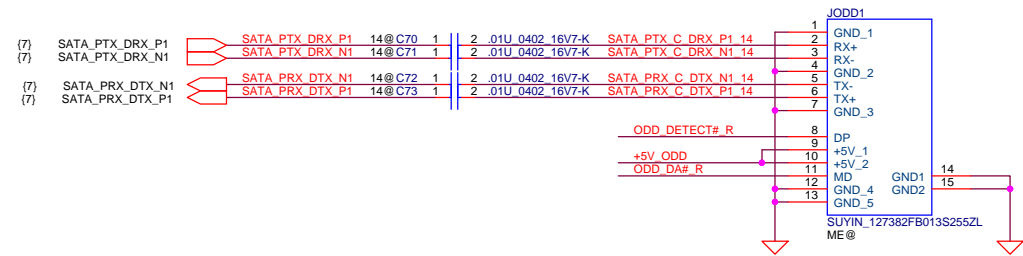 JODD1
1 GND_1
{7} SATA_PTX_DRX_P1 SATA_PTX_DRX_P1 14@ C70 1 2 .01U_0402_16V7-K SATA_PTX_C_DRX_P1_14 2 RX+
{7} SATA_PTX_DRX_N1 SATA_PTX_DRX_N1 14@ C71 1 2 .01U_0402_16V7-K SATA_PTX_C_DRX_N1_14 3 RX-
4 GND_2
{7} SATA_PRX_DTX_N1 SATA_PRX_DTX_N1 14@ C72 1 2 .01U_0402_16V7-K SATA_PRX_C_DTX_N1_14 5 TX-
{7} SATA_PRX_DTX_P1 SATA_PRX_DTX_P1 14@ C73 1 2 .01U_0402_16V7-K SATA_PRX_C_DTX_P1_14 6 TX+
7 GND_3
ODD_DETECT#_R 8 DP
9 +5V_1
+5V_ODD 10 +5V_2
ODD_DA#_R 11 MD GND1 14
12 GND_4 GND2 15
13 GND_5
SUYIN_127382FB013S255ZL
ME@